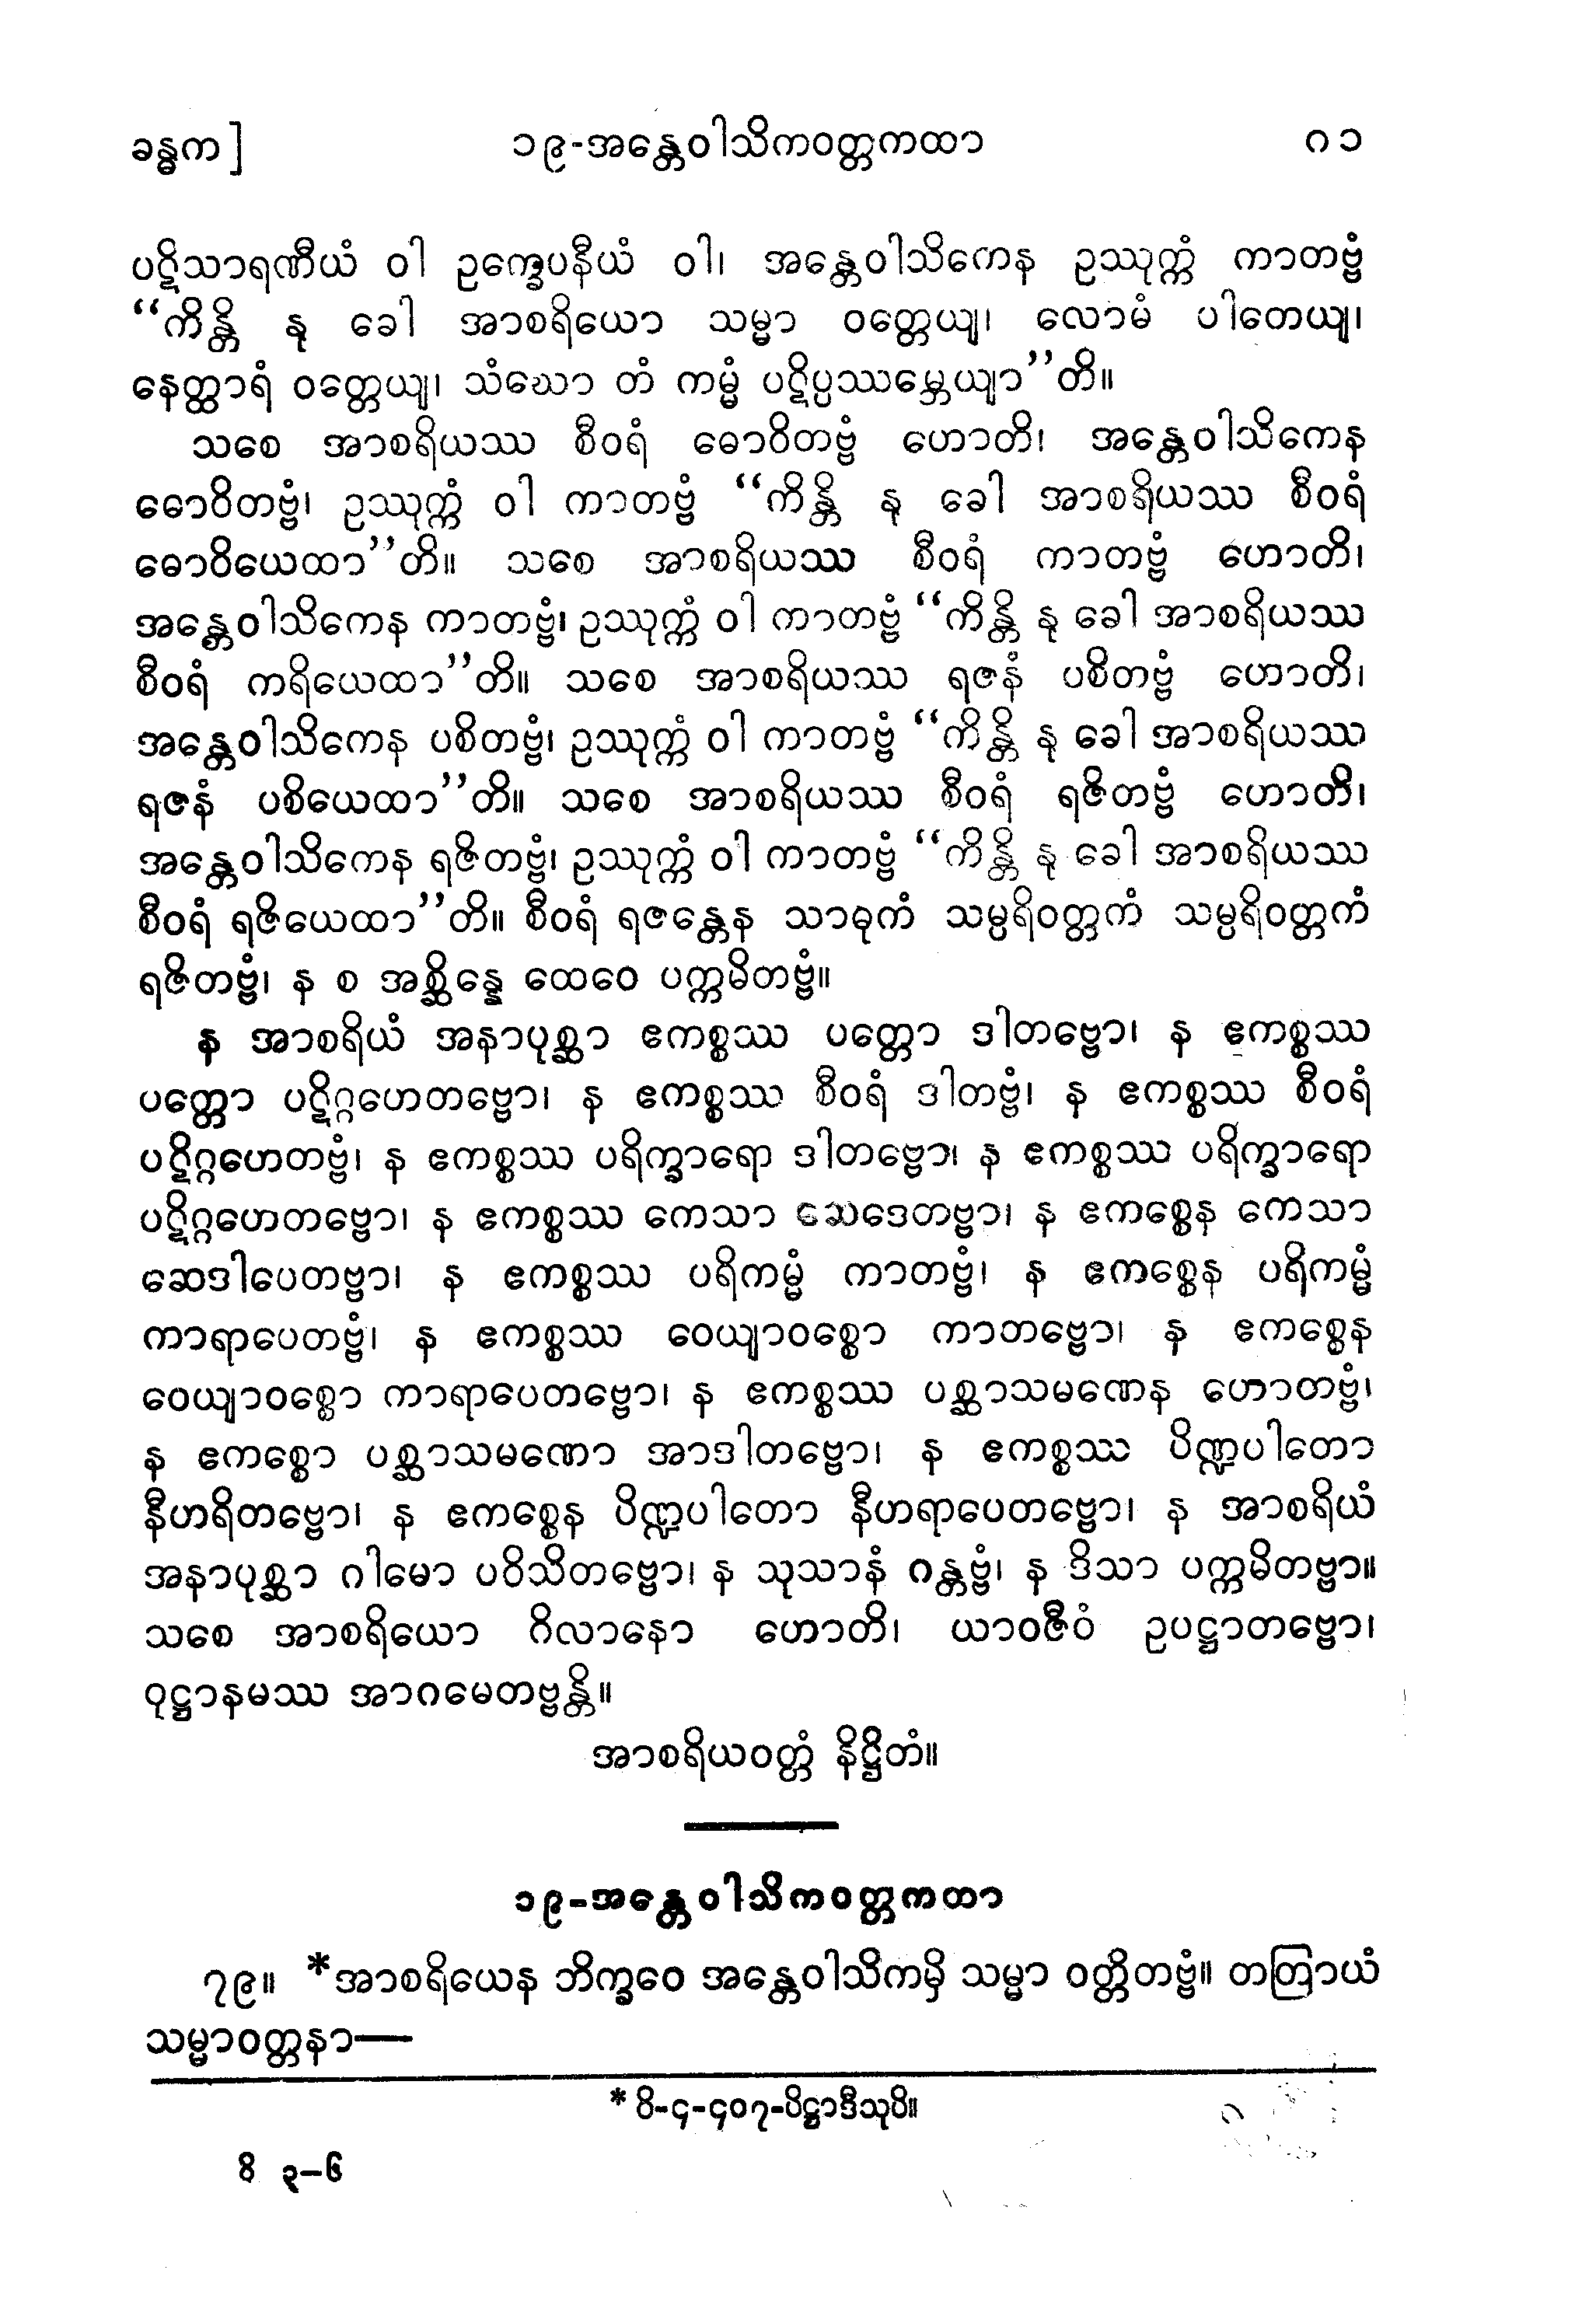 ခန္ဓက]
၁၉-အန္တေဝါသိကဝတ္တကထာ
၈၁
ပဋိသာရဏီယံ ဝါ ဥက္ခေပနီယံ ဝါ၊ အန္တေဝါသိကေန ဥဿုက္ကံ ကာတဗ္ဗံ
“ကိန္တိ နု ခေါ အာစရိယော သမ္မာ ဝတ္တေယျ၊ လောမံ ပါတေယျ၊
နေတ္ထာရံ ဝတ္တေယျ၊ သံဃော တံ ကမ္မံ ပဋိပ္ပဿမ္ဘေယျာ”တိ။
သစေ အာစရိယဿ စီဝရံ ဓောဝိတဗ္ဗံ ဟောတိ၊ အန္တေဝါသိကေန
ဓောဝိတဗ္ဗံ၊ ဥဿုက္ကံ ဝါ ကာတဗ္ဗံ “ကိန္တိ နု ခေါ အာစရိယဿ စီဝရံ
ဓောဝိယေထာ”တိ။ သစေ အာစရိယဿ စီဝရံ ကာတဗ္ဗံ ဟောတိ၊
အန္တေဝါသိကေန ကာတဗ္ဗံ၊ ဥဿုက္ကံ ဝါ ကာတဗ္ဗံ “ကိန္တိ နု ခေါ အာစရိယဿ
စီဝရံ ကရိယေထာ”တိ။ သစေ အာစရိယဿ ရဇနံ ပစိတဗ္ဗံ ဟောတိ၊
အန္တေဝါသိကေန ပစိတဗ္ဗံ၊ ဥဿုက္ကံ ဝါ ကာတဗ္ဗံ “ကိန္တိ နု ခေါ အာစရိယဿ
ရဇနံ ပစိယေထာ”တိ။ သစေ အာစရိယဿ စီဝရံ ရဇိတဗ္ဗံ ဟောတိ၊
အန္တေဝါသိကေန ရဇိတဗ္ဗံ၊ ဥဿုက္ကံ ဝါ ကာတဗ္ဗံ “ကိန္တိ နု ခေါ အာစရိယဿ
စီဝရံ ရဇိယေထာ”တိ။ စီဝရံ ရဇန္တေန သာဓုကံ သမ္ပရိဝတ္တကံ သမ္ပရိဝတ္တကံ
ရဇိတဗ္ဗံ၊ န စ အစ္ဆိန္နေ ထေဝေ ပက္ကမိတဗ္ဗံ။
န အာစရိယံ အနာပုစ္ဆာ ဧကစ္စဿ ပတ္တော ဒါတဗ္ဗော၊ န ဧကစ္စဿ
ပတ္တော ပဋိဂ္ဂဟေတဗ္ဗော၊ န ဧကစ္စဿ စီဝရံ ဒါတဗ္ဗံ၊ န ဧကစ္စဿ စီဝရံ
ပဋိဂ္ဂဟေတဗ္ဗံ၊ န ဧကစ္စဿ ပရိက္ခာရော ဒါတဗ္ဗော၊ န ဧကစ္စဿ ပရိက္ခာရော
ပဋိဂ္ဂဟေတဗ္ဗော၊ န ဧကစ္စဿ ကေသာ ဆေဒေတဗ္ဗာ၊ န ဧကစ္စေန ကေသာ
ဆေဒါပေတဗ္ဗာ၊ န ဧကစ္စဿ ပရိကမ္မံ ကာတဗ္ဗံ၊ န ဧကစ္စေန ပရိကမ္မံ
ကာရာပေတဗ္ဗံ၊ န ဧကစ္စဿ ဝေယျာဝစ္စော ကာတဗ္ဗော၊ န ဧကစ္စေန
ဝေယျာဝစ္စော ကာရာပေတဗ္ဗော၊ န ဧကစ္စဿ ပစ္ဆာသမဏေန ဟောတဗ္ဗံ၊
န ဧကစ္စော ပစ္ဆာသမဏော အာဒါတဗ္ဗော၊ န ဧကစ္စဿ ပိဏ္ဍပါတော
နီဟရိတဗ္ဗော၊ န ဧကစ္စေန ပိဏ္ဍပါတော နီဟရာပေတဗ္ဗော၊ န အာစရိယံ
အနာပုစ္ဆာ ဂါမော ပဝိသိတဗ္ဗော၊ န သုသာနံ ဂန္တဗ္ဗံ၊ န ဒိသာ ပက္ကမိတဗ္ဗာ။
သစေ အာစရိယော ဂိလာနော ဟောတိ၊ ယာဝဇီဝံ ဥပဋ္ဌာတဗ္ဗော၊
ဝုဋ္ဌာနမဿ အာဂမေတဗ္ဗန္တိ။
အာစရိယဝတ္တံ နိဋ္ဌိတံ။
၁၉-အန္တေဝါသိကဝတ္တကထာ
၇၉။ *အာစရိယေန ဘိက္ခဝေ အန္တေဝါသိကမှိ သမ္မာ ဝတ္တိတဗ္ဗံ။ တတြာယံ
သမ္မာဝတ္တနာ—
* ဝိ-၄-၄၀၇-ပိဋ္ဌာဒီသုပိ။
ဝိ ၃-၆